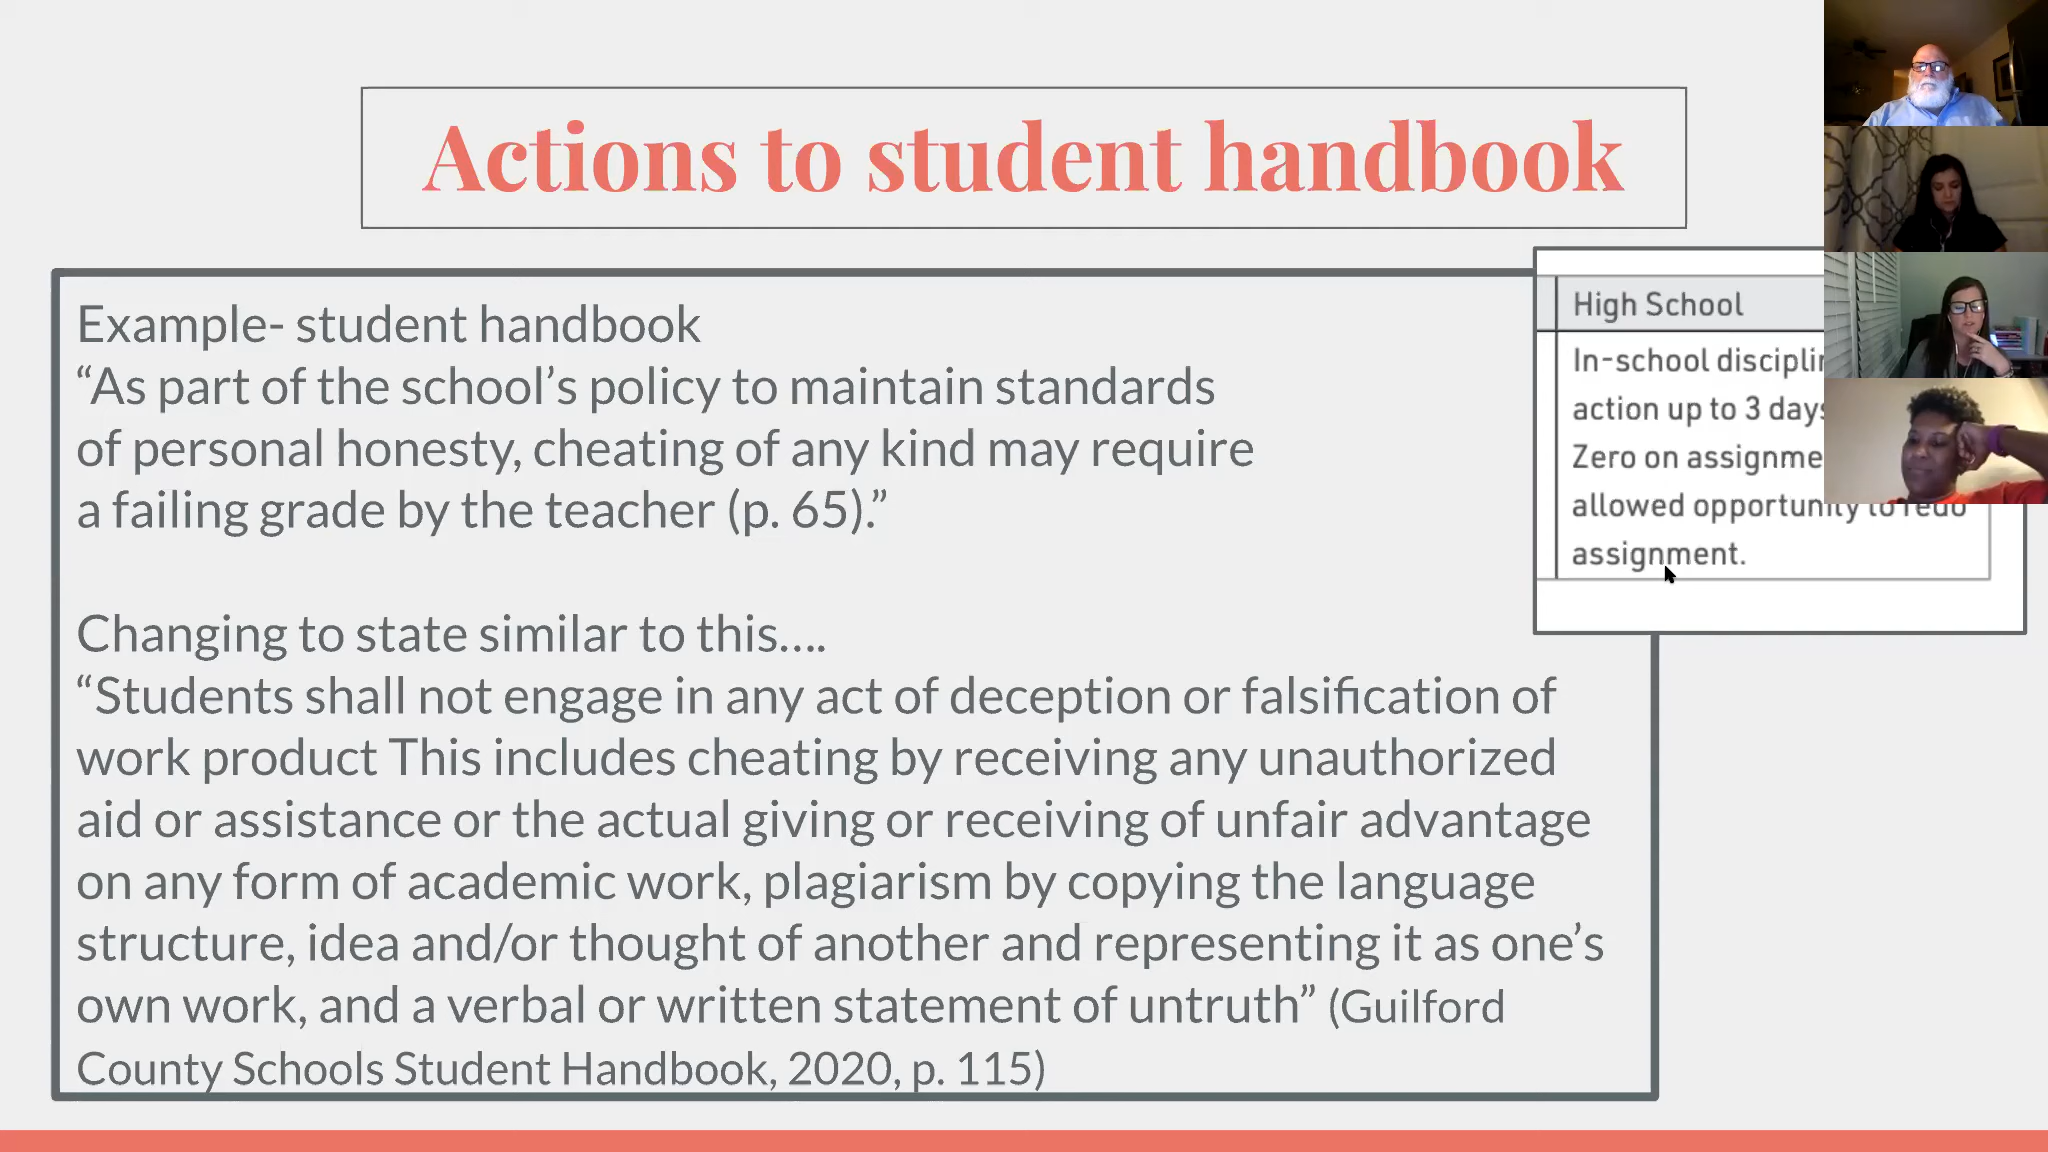 Actions to student handbook
Example- student handbook
“As part of the school’s policy to maintain standards
of personal honesty, cheating of any kind may require
a failing grade by the teacher (p. 65).”
Changing to state similar to this....
“Students shall not engage in any act of deception or falsification of
work product This includes cheating by receiving any unauthorized
aid or assistance or the actual giving or receiving of unfair advantage
on any form of academic work, plagiarism by copying the language
structure, idea and/or thought of another and representing it as one’s
own work, and a verbal or written statement of untruth” (Guilford
County Schools Student Handbook, 2020, p. 115)
High School
In-school
action up to 3
Zero on
allowed opportunity to redo
assignment.